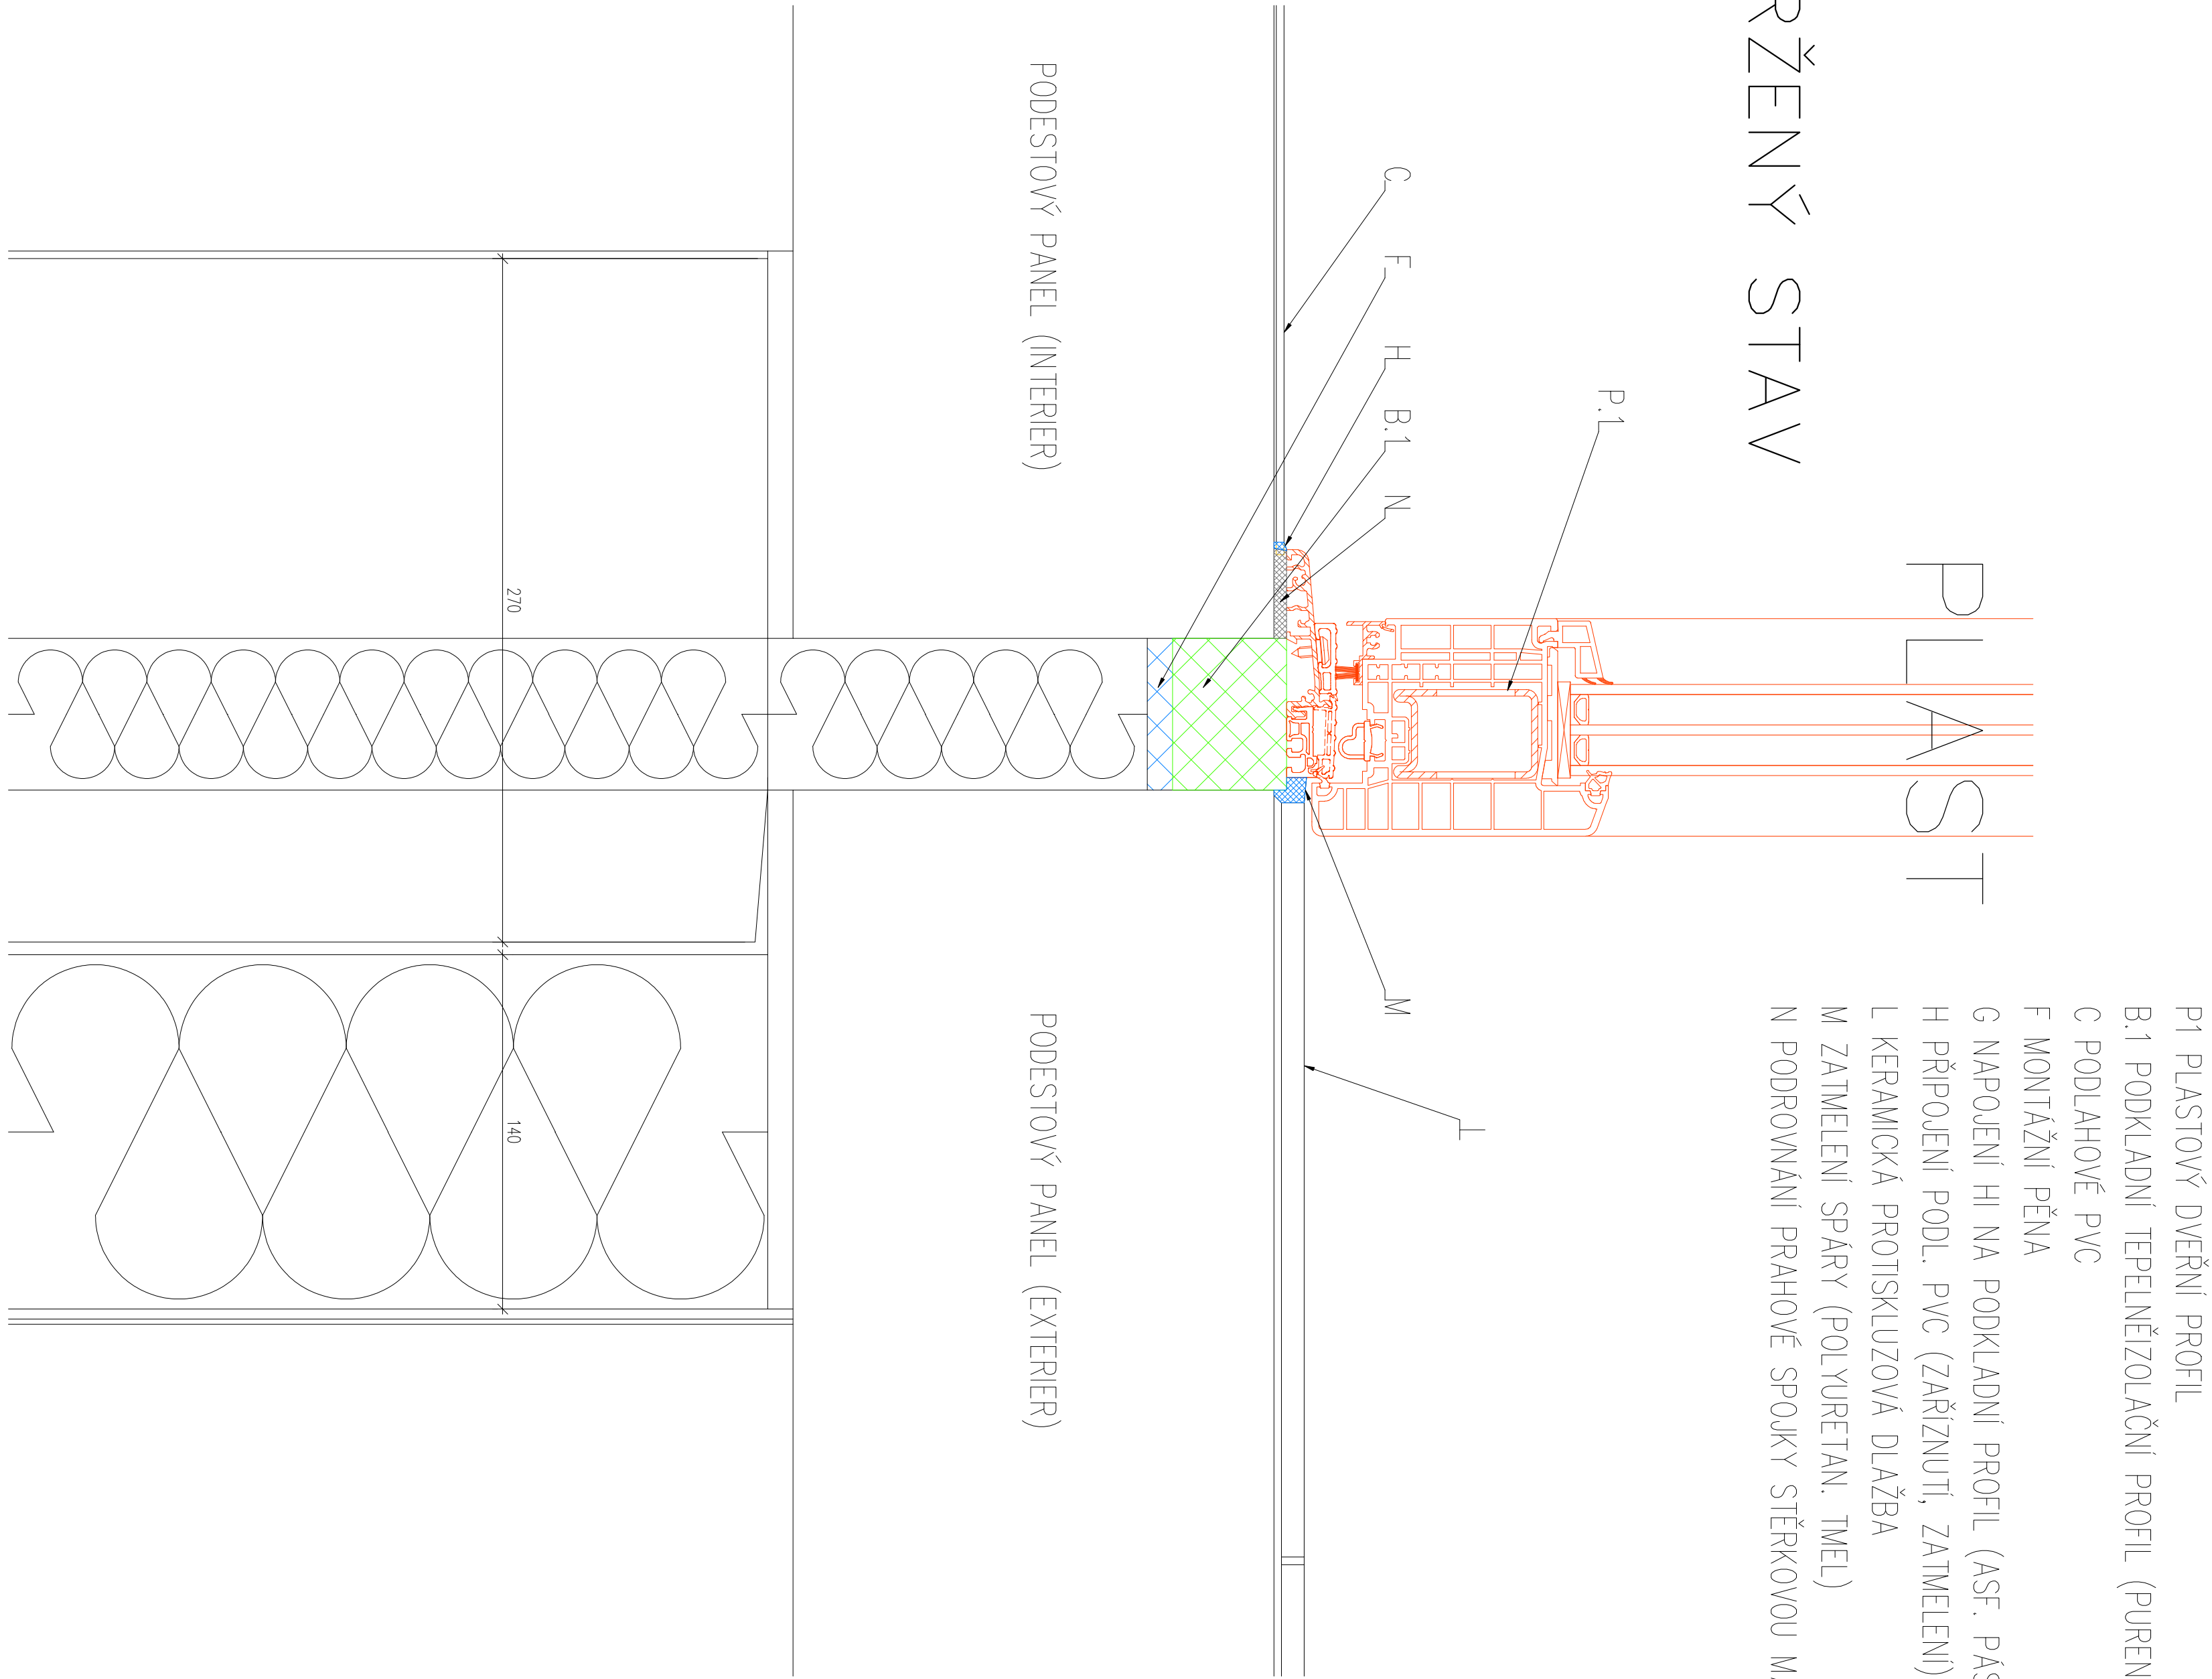 P1 PLASTOVÝ DVEŘNÍ PROFIL
B.1 PODKLADNÍ TEPELNĚIZOLAČNÍ PROFIL (PUREN
C PODLAHOVÉ PVC
F MONTÁŽNÍ PĚNA
G NAPOJENÍ HI NA PODKLADNÍ PROFIL (ASF. PÁS
H PŘIPOJENÍ PODL. PVC (ZAŘÍZNUTÍ, ZATMELENÍ)
L KERAMICKÁ PROTISKLUZOVÁ DLAŽBA
M ZATMELENÍ SPÁRY (POLYURETAN. TMEL)
N PODROVNÁNÍ PRAHOVÉ SPOJKY STĚRKOVOU M
PLAST
RŽENÝ STAV
P.1
L
C
F
H
B.1
N
M
PODESTOVÝ PANEL (INTERIER)
PODESTOVÝ PANEL (EXTERIER)
270
140